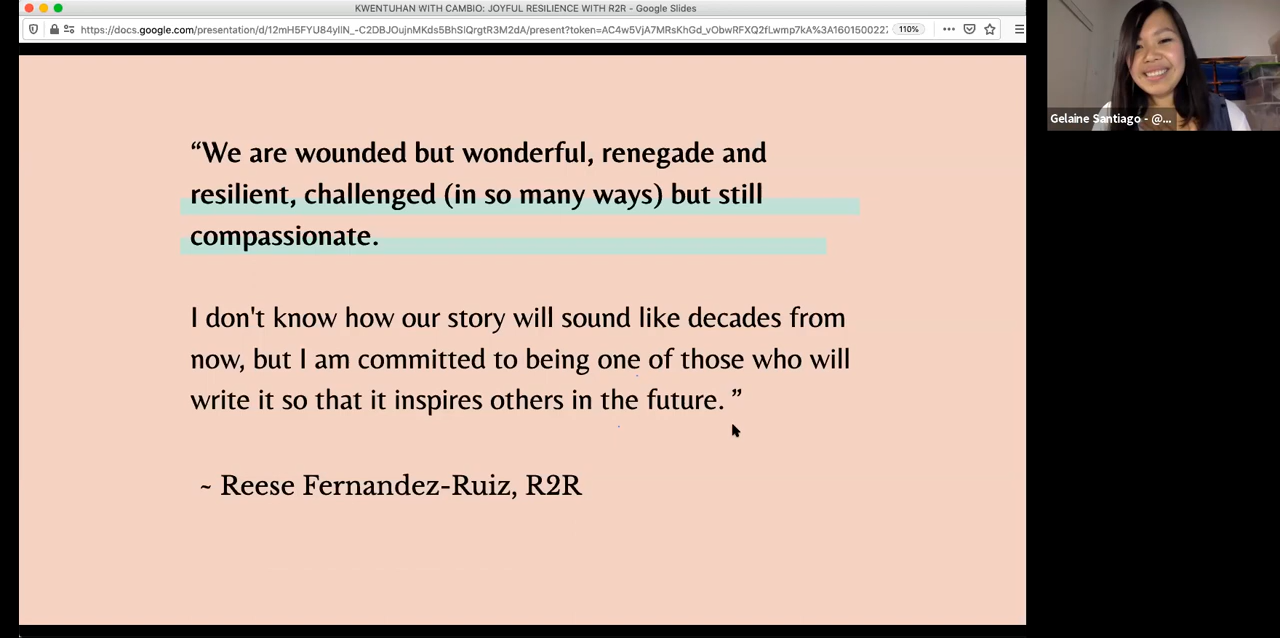 KWENTUHAN WITH CAMBIO: JOYFUL RESILIENCE WITH R2R - Google Slides
110%
“We are wounded but wonderful, renegade and
resilient, challenged (in so many ways) but still
compassionate.
I don't know how our story will sound like decades from
now, but I am committed to being one of those who will
write it so that it inspires others in the future. ”
~ Reese Fernandez-Ruiz, R2R
Gelaine Santiago - @...